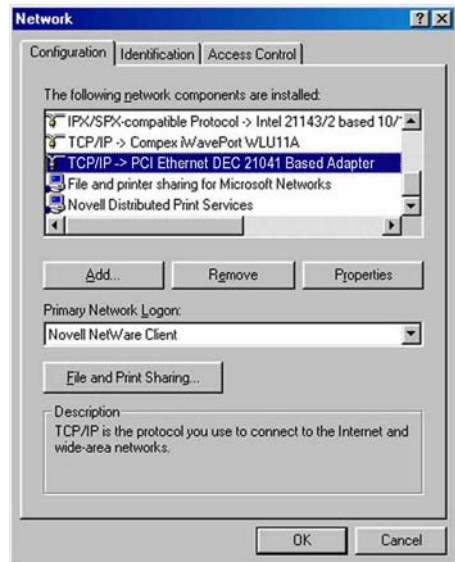 Network
Configuration Identification Access Control
The following network components are installed:
IPX/SPX-compatible Protocol -> Intel 21143/2 based 10/
TCP/IP -> Compex iWavePort WLU11A
TCP/IP -> PCI Ethernet DEC 21041 Based Adapter
File and printer sharing for Microsoft Networks
Novell Distributed Print Services
Add... Remove Properties
Primary Network Logon:
Novell NetWare Client
File and Print Sharing...
Description
TCP/IP is the protocol you use to connect to the Internet and
wide-area networks.
OK Cancel